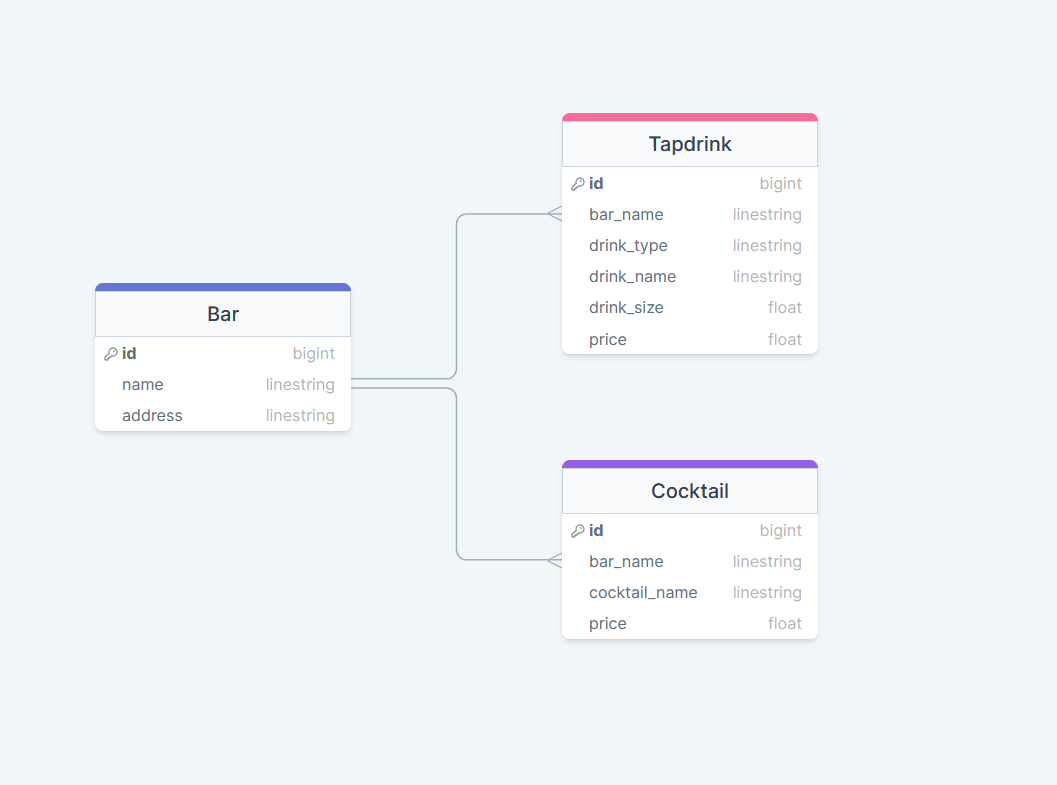 Tapdrink
id bigint
bar_name linestring
drink_type linestring
drink_name linestring
drink_size float
price float
Bar
id bigint
name linestring
address linestring
Cocktail
id bigint
bar_name linestring
cocktail_name linestring
price float